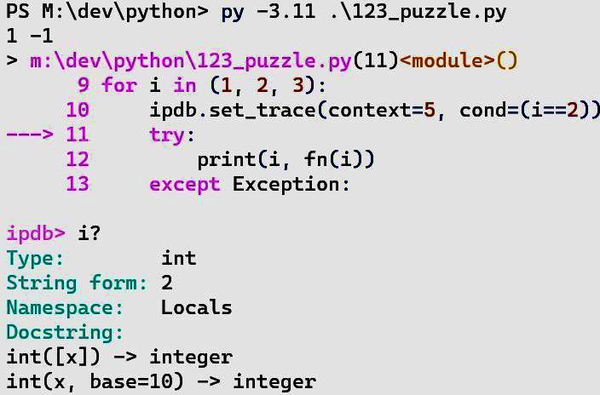 PS M:\dev\python> py -3.11 .\123_puzzle.py
1 -1
> m:\dev\python\123_puzzle.py(11)<module>()
      9 for i in (1, 2, 3):
     10     ipdb.set_trace(context=5, cond=(i==2))
---> 11     try:
     12         print(i, fn(i))
     13     except Exception:

ipdb> i?
Type:        int
String form: 2
Namespace:   Locals
Docstring:
int([x]) -> integer
int(x, base=10) -> integer